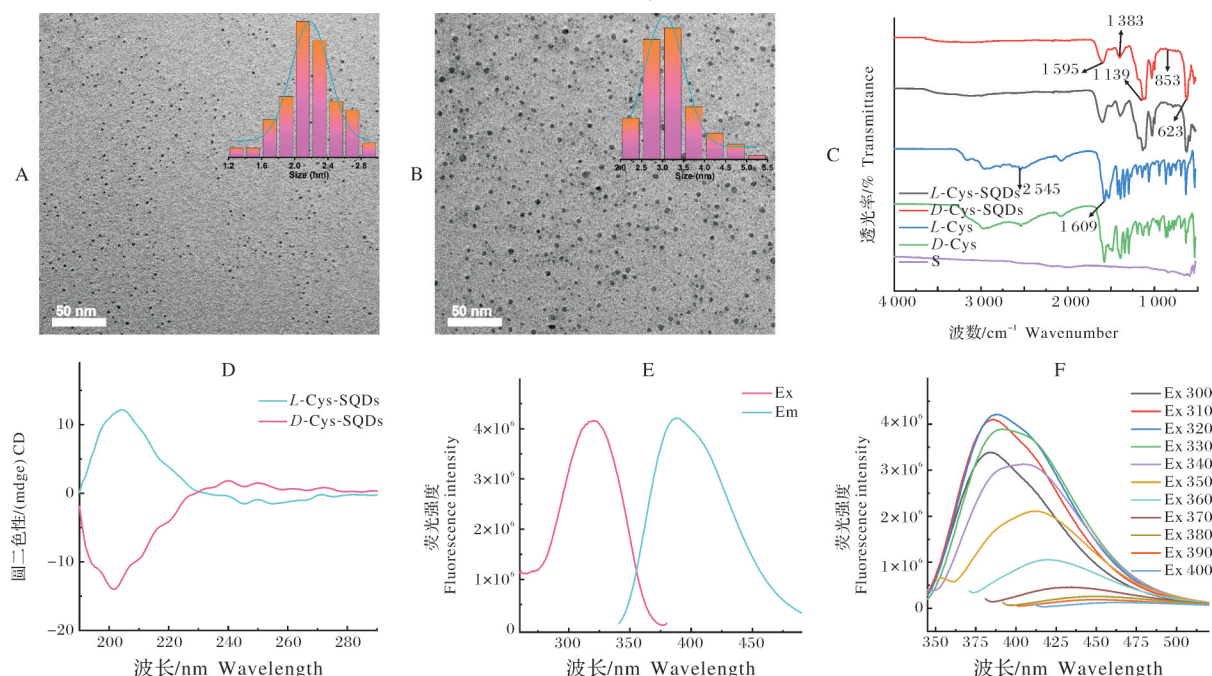 A
1.2 1.6 2.0 2.4 2.8
Size (nm)
50 nm
B
2.0 2.5 3.0 3.5 4.0 4.5 5.0 5.5
Size (nm)
50 nm
C
透光率/% Transmittance
1 383
1 595
1 139
853
623
2 545
1 609
L-Cys-SQDs
D-Cys-SQDs
L-Cys
D-Cys
S
4 000 3 000 2 000 1 000
波数/cm⁻¹ Wavenumber
D
圆二色性/(mdge) CD
L-Cys-SQDs
D-Cys-SQDs
10
0
-10
-20
200 220 240 260 280
波长/nm Wavelength
E
荧光强度
Fluorescence intensity
Ex
Em
4×10⁶
3×10⁶
2×10⁶
1×10⁶
0
300 350 400 450
波长/nm Wavelength
F
荧光强度
Fluorescence intensity
Ex 300
Ex 310
Ex 320
Ex 330
Ex 340
Ex 350
Ex 360
Ex 370
Ex 380
Ex 390
Ex 400
4×10⁶
3×10⁶
2×10⁶
1×10⁶
0
350 375 400 425 450 475 500
波长/nm Wavelength